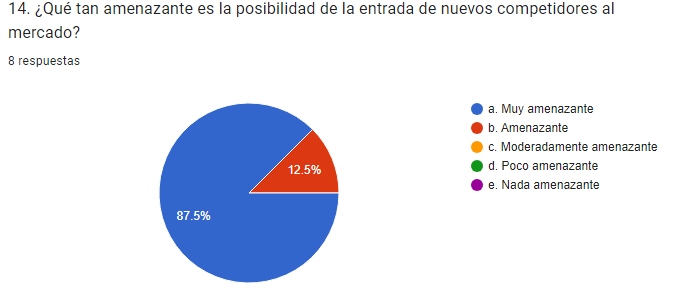 14. ¿Qué tan amenazante es la posibilidad de la entrada de nuevos competidores al
mercado?
8 respuestas
a. Muy amenazante
b. Amenazante
c. Moderadamente amenazante
d. Poco amenazante
e. Nada amenazante
12.5%
87.5%